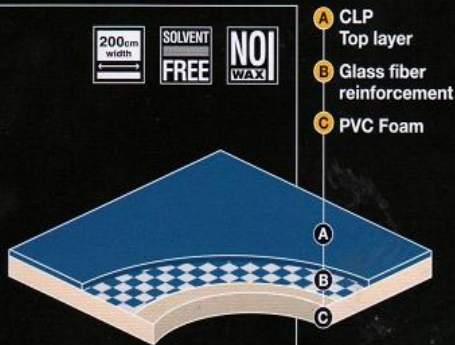 200cm
width
SOLVENT
FREE
NO
WAX
A CLP
Top layer
B Glass fiber
reinforcement
C PVC Foam
A
B
C